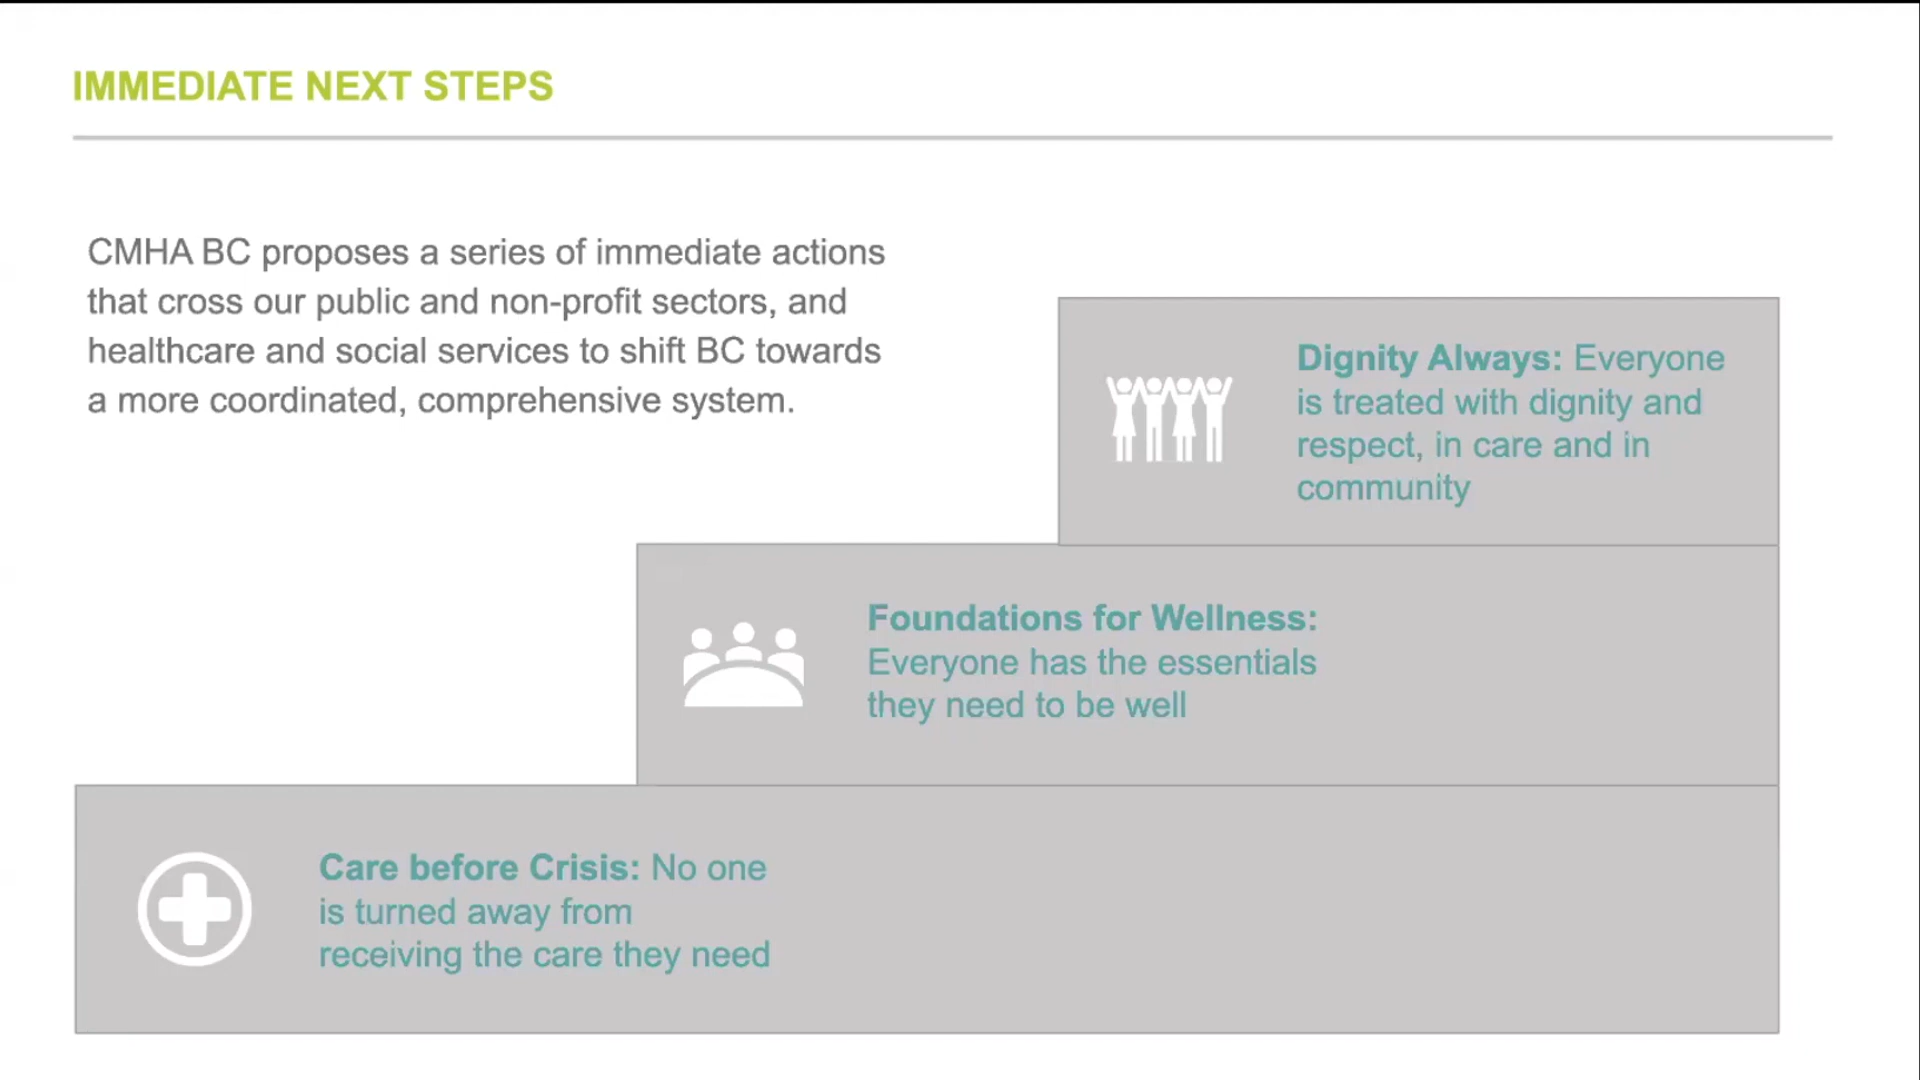 IMMEDIATE NEXT STEPS
CMHA BC proposes a series of immediate actions
that cross our public and non-profit sectors, and
healthcare and social services to shift BC towards
a more coordinated, comprehensive system.
Dignity Always: Everyone
is treated with dignity and
respect, in care and in
community
Foundations for Wellness:
Everyone has the essentials
they need to be well
Care before Crisis: No one
is turned away from
receiving the care they need